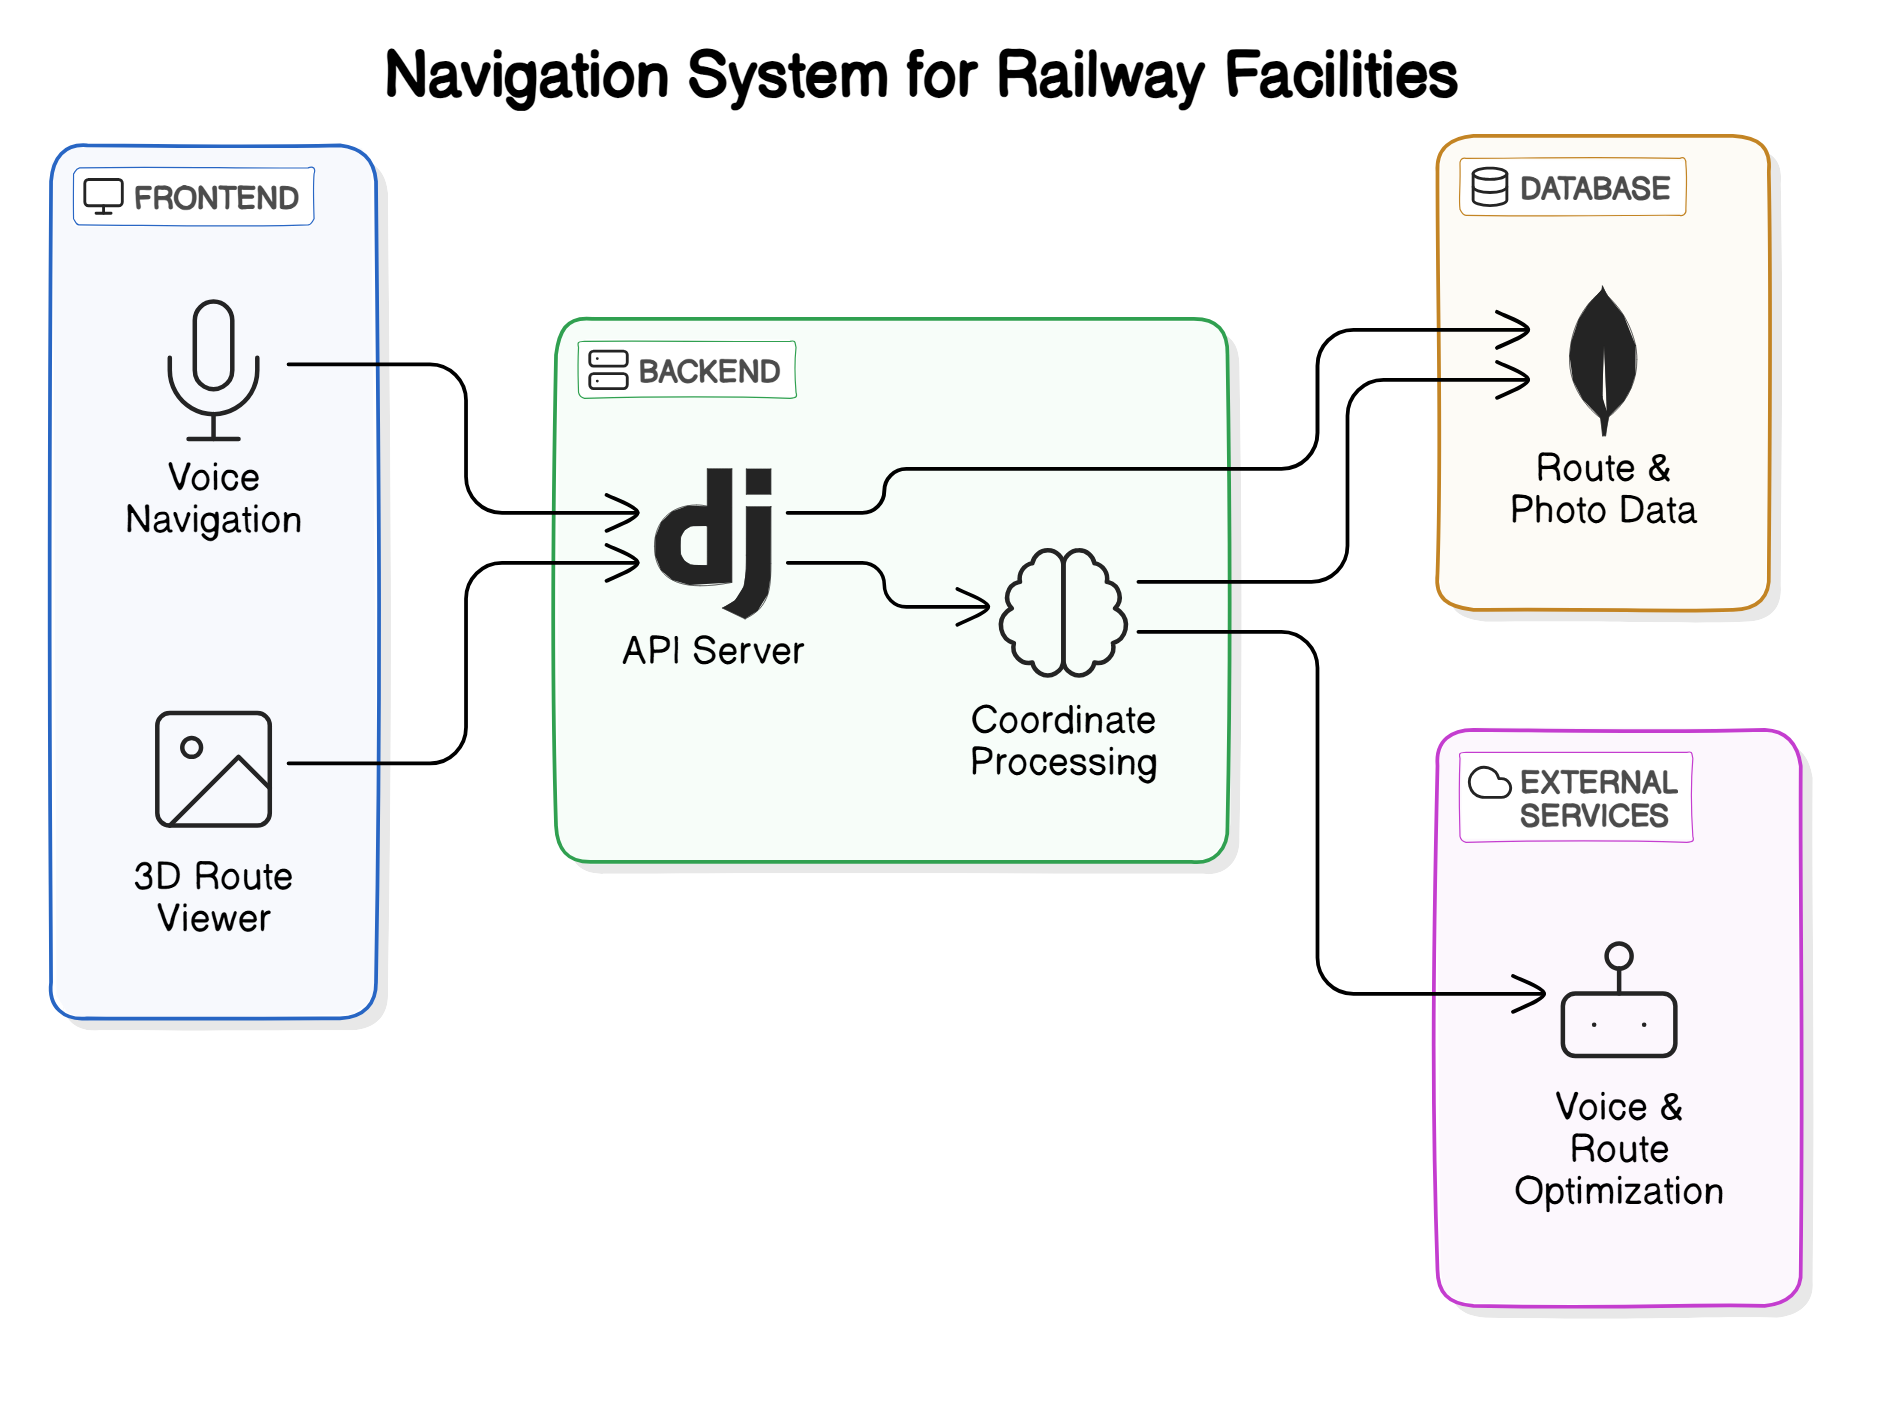 Navigation System for Railway Facilities
FRONTEND
Voice
Navigation
3D Route
Viewer
BACKEND
dj
API Server
Coordinate
Processing
DATABASE
Route &
Photo Data
EXTERNAL
SERVICES
Voice &
Route
Optimization